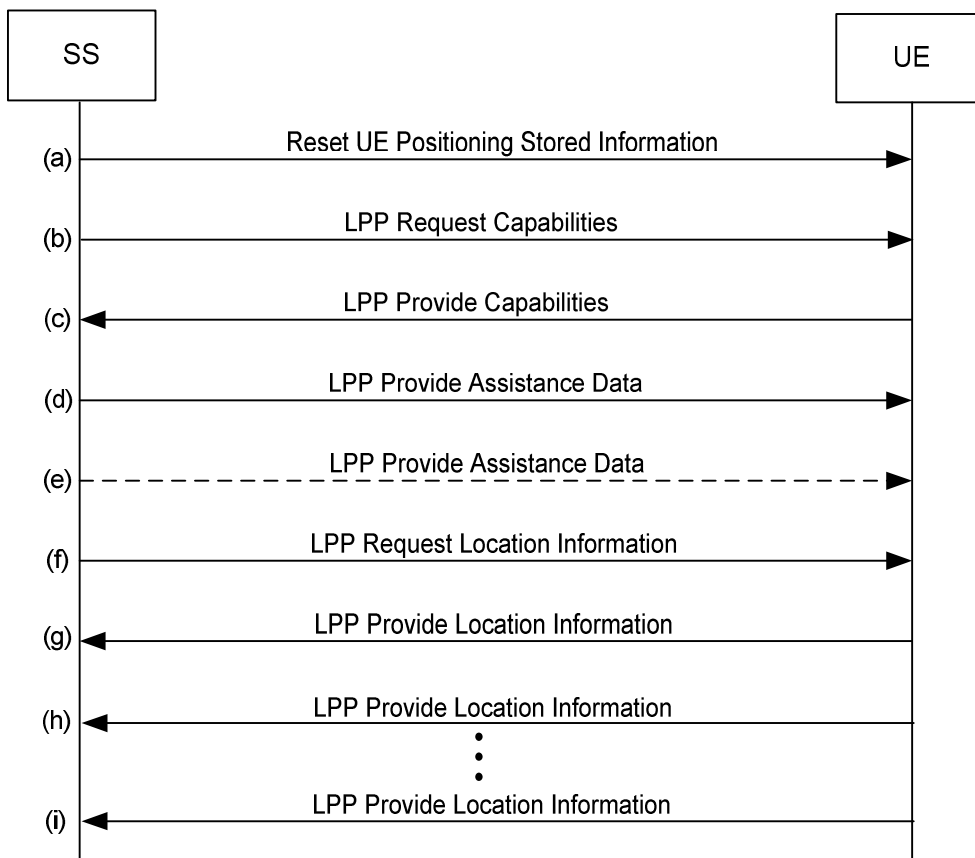 SS
UE
(a) Reset UE Positioning Stored Information
(b) LPP Request Capabilities
(c) LPP Provide Capabilities
(d) LPP Provide Assistance Data
(e) LPP Provide Assistance Data
(f) LPP Request Location Information
(g) LPP Provide Location Information
(h) LPP Provide Location Information
(i) LPP Provide Location Information